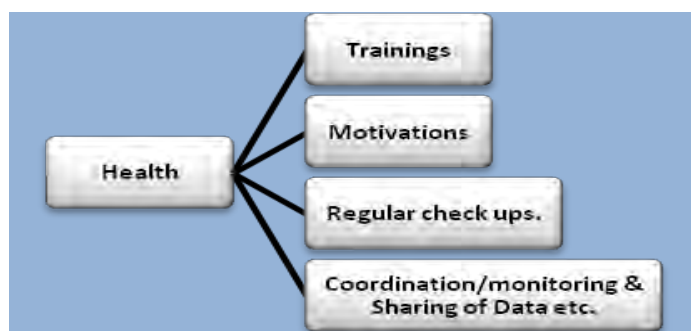 Trainings
Motivations
Health
Regular check ups.
Coordination/monitoring &
Sharing of Data etc.